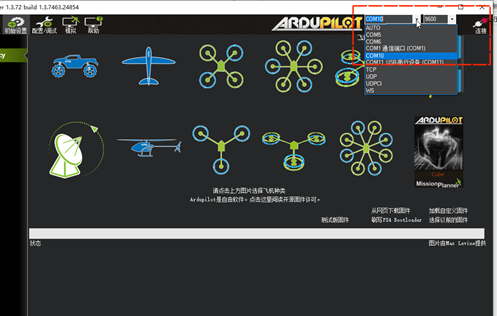 er 1.3.72 build 1.3.7463.24854
初始设置 配置/调试 模拟 帮助
ARDUPILOT
COM10 9600
连接
AUTO
COM5
COM6
COM1 通信端口 (COM1)
COM10
COM11 USB 串行设备 (COM11)
TCP
UDP
UDPCI
WS
ARDUPILOT
Cube
MissionPlanner
请点击上方图片选择飞机种类
Ardupilot是自由软件。点击这里阅读开源固件许可。
从网页下载固件 加载自定义固件
测试版固件 刷写PX4 Bootloader 选择以前的固件
状态
图片由Max Levine提供